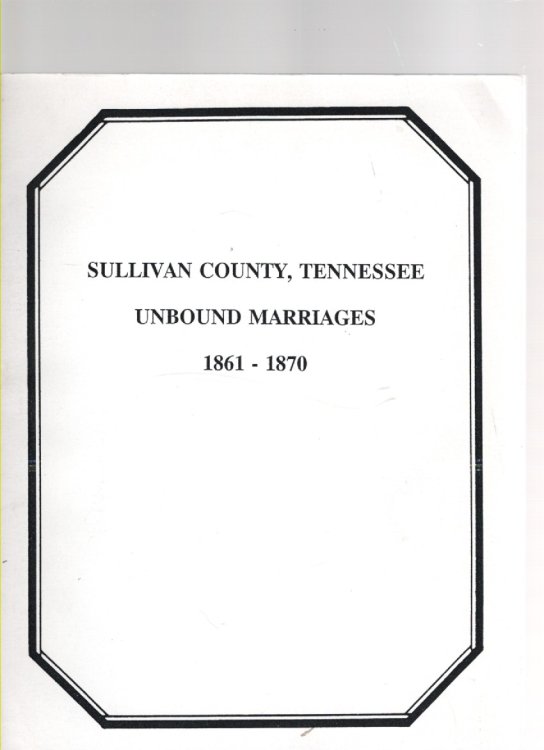 SULLIVAN COUNTY, TENNESSEE
UNBOUND MARRIAGES
1861 - 1870